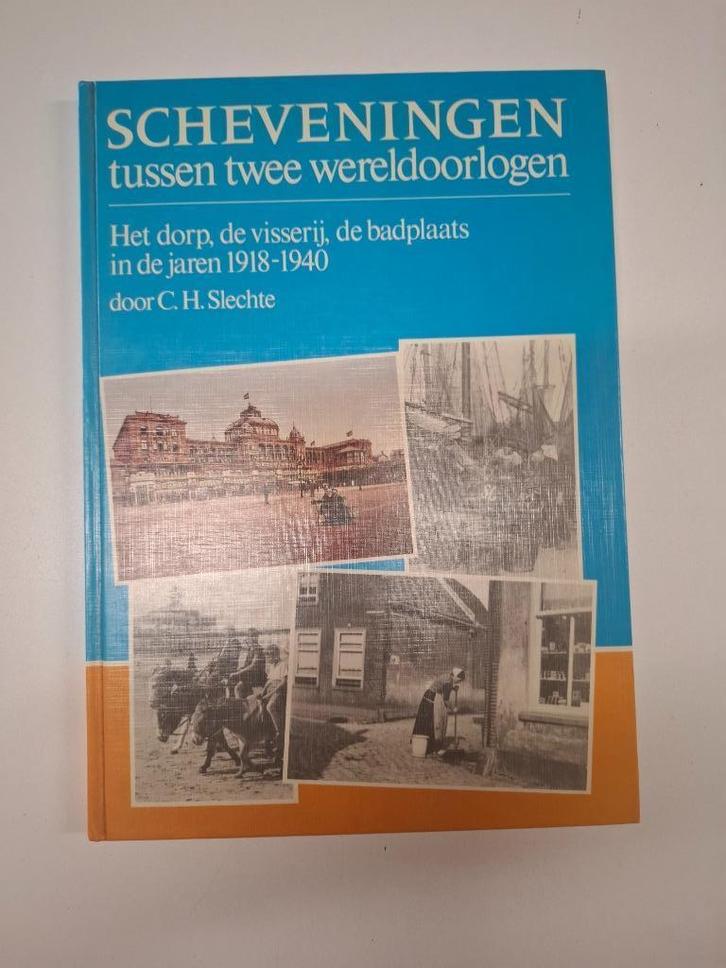 SCHEVENINGEN
tussen twee wereldoorlogen
Het dorp, de visserij, de badplaats
in de jaren 1918-1940
door C. H. Slechte